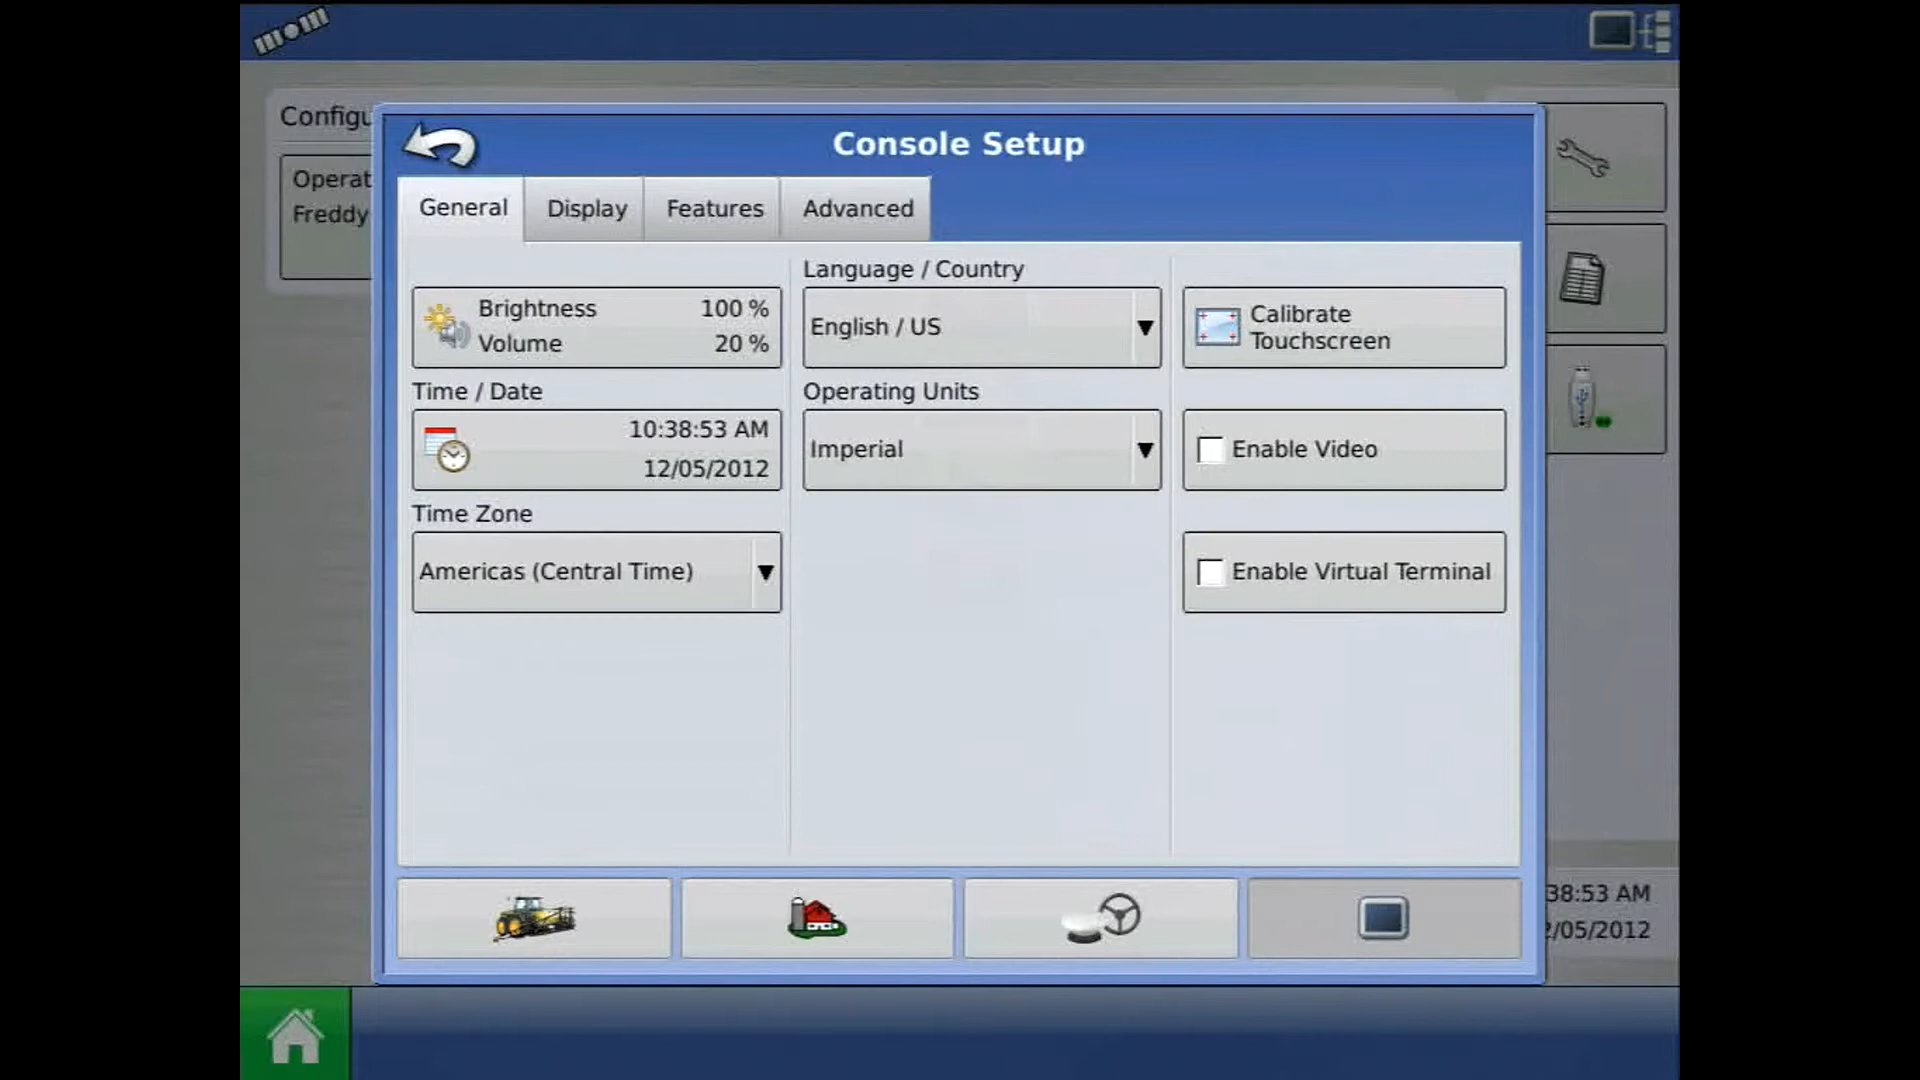 Configu
Operat
Freddy
Console Setup
General
Display
Features
Advanced
Brightness 100 %
Volume 20 %
Time / Date
10:38:53 AM
12/05/2012
Time Zone
Americas (Central Time)
Language / Country
English / US
Operating Units
Imperial
Calibrate
Touchscreen
Enable Video
Enable Virtual Terminal
38:53 AM
/05/2012